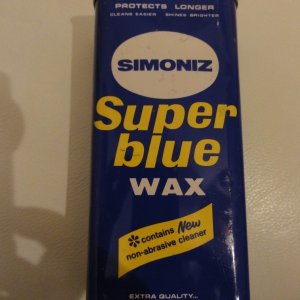 PROTECTS LONGER
CLEANS EASIER SHINES BRIGHTER
SIMONIZ
Super
blue
WAX
* contains New
non-abrasive cleaner
EXTRA QUALITY...